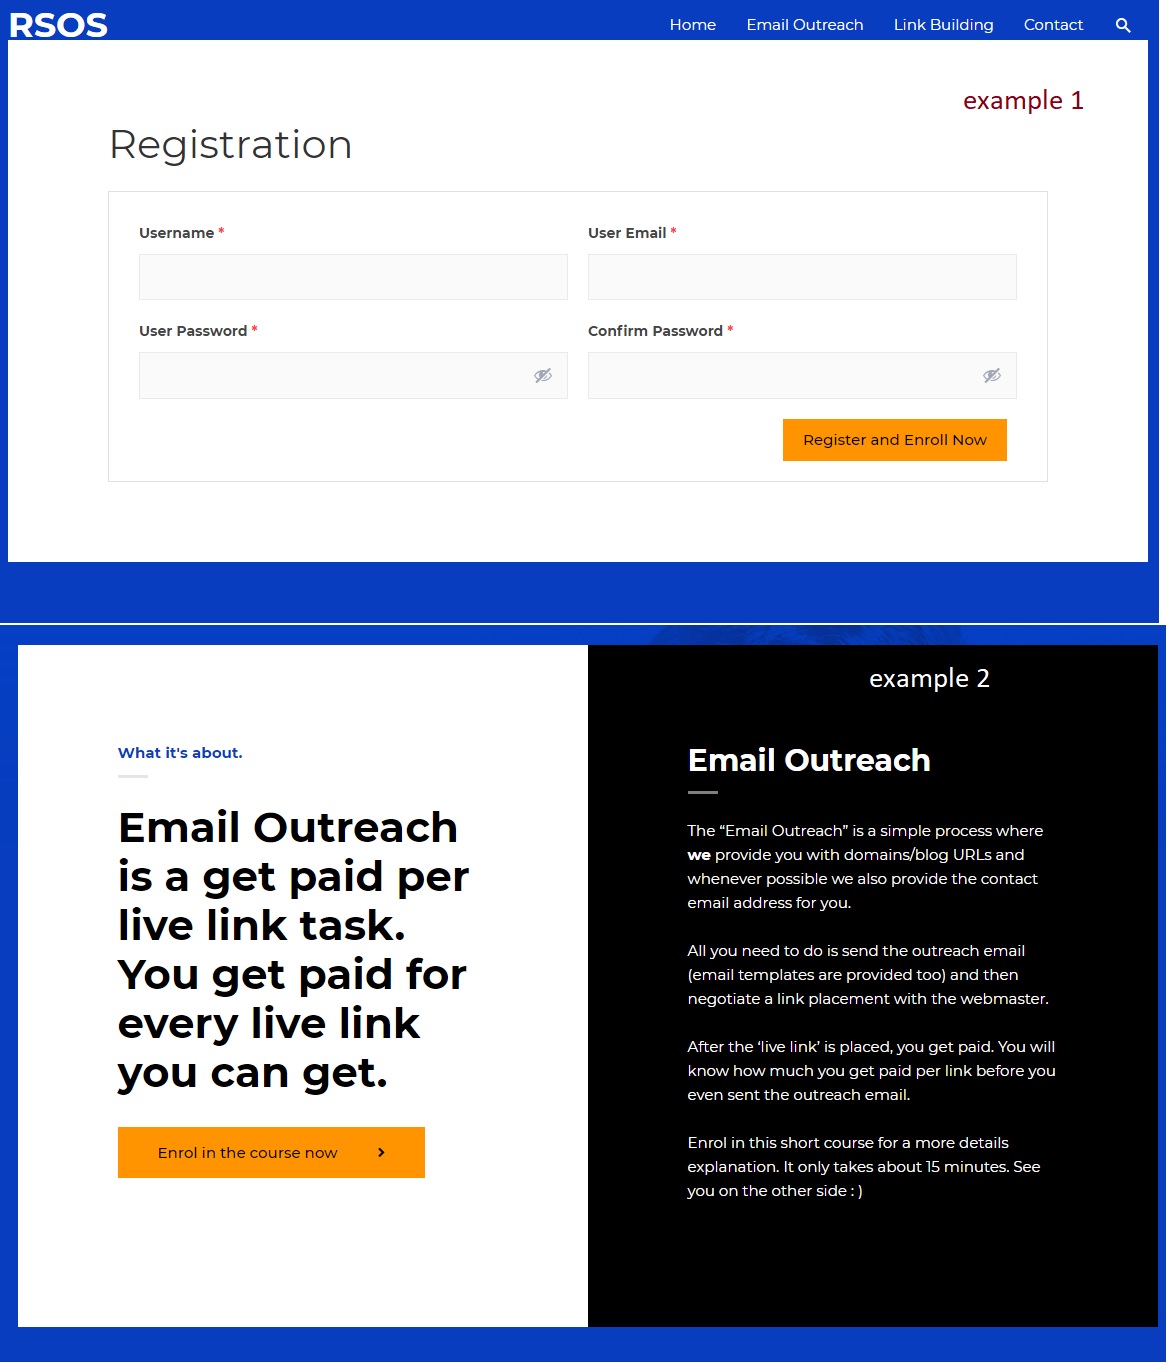 RSOS
Home Email Outreach Link Building Contact
example 1
Registration
Username * User Email *
User Password * Confirm Password *
Register and Enroll Now
example 2
What it's about.
Email Outreach
is a get paid per
live link task.
You get paid for
every live link
you can get.
Enrol in the course now
Email Outreach
The “Email Outreach” is a simple process where
we provide you with domains/blog URLs and
whenever possible we also provide the contact
email address for you.
All you need to do is send the outreach email
(email templates are provided too) and then
negotiate a link placement with the webmaster.
After the ‘live link’ is placed, you get paid. You will
know how much you get paid per link before you
even sent the outreach email.
Enrol in this short course for a more details
explanation. It only takes about 15 minutes. See
you on the other side : )